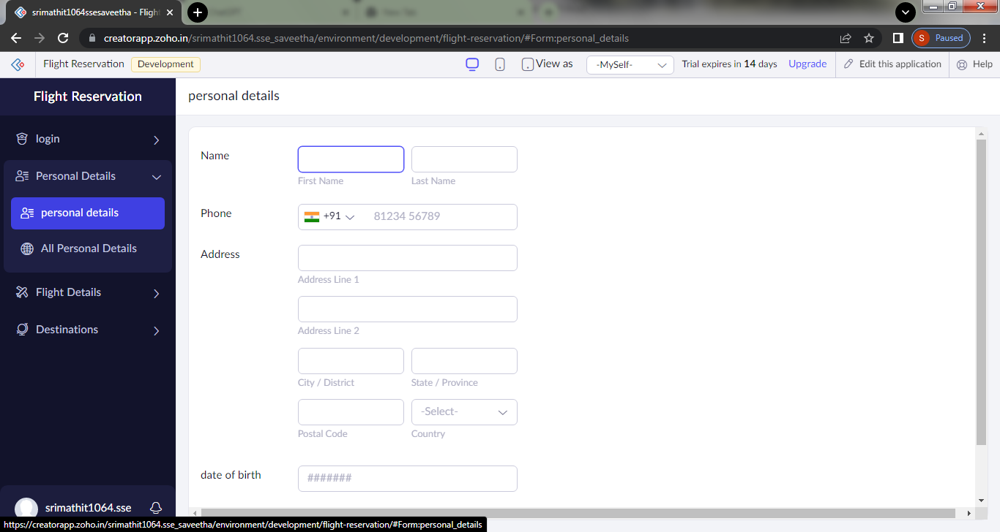 srimathit1064ssesaveetha - Flight
New Tab
creatorapp.zoho.in/srimathit1064.sse_saveetha/environment/development/flight-reservation/#Form:personal_details
S Paused
Flight Reservation Development
View as -MySelf- Trial expires in 14 days Upgrade Edit this application Help
Flight Reservation
personal details
login
Personal Details
personal details
All Personal Details
Flight Details
Destinations
Name
First Name Last Name
Phone +91 81234 56789
Address
Address Line 1
Address Line 2
City / District State / Province
-Select-
Postal Code Country
date of birth #######
srimathit1064.sse
https://creatorapp.zoho.in/srimathit1064.sse_saveetha/environment/development/flight-reservation/#Form:personal_details